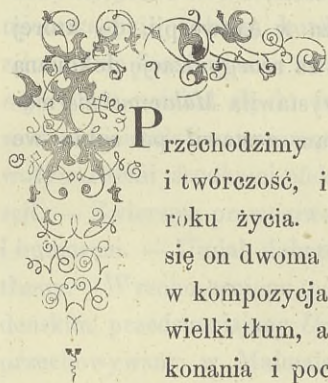 Przechodzimy
i twórczość, i
roku życia.
się on dwoma
w kompozycja
wielki tłum, a
konania i poc